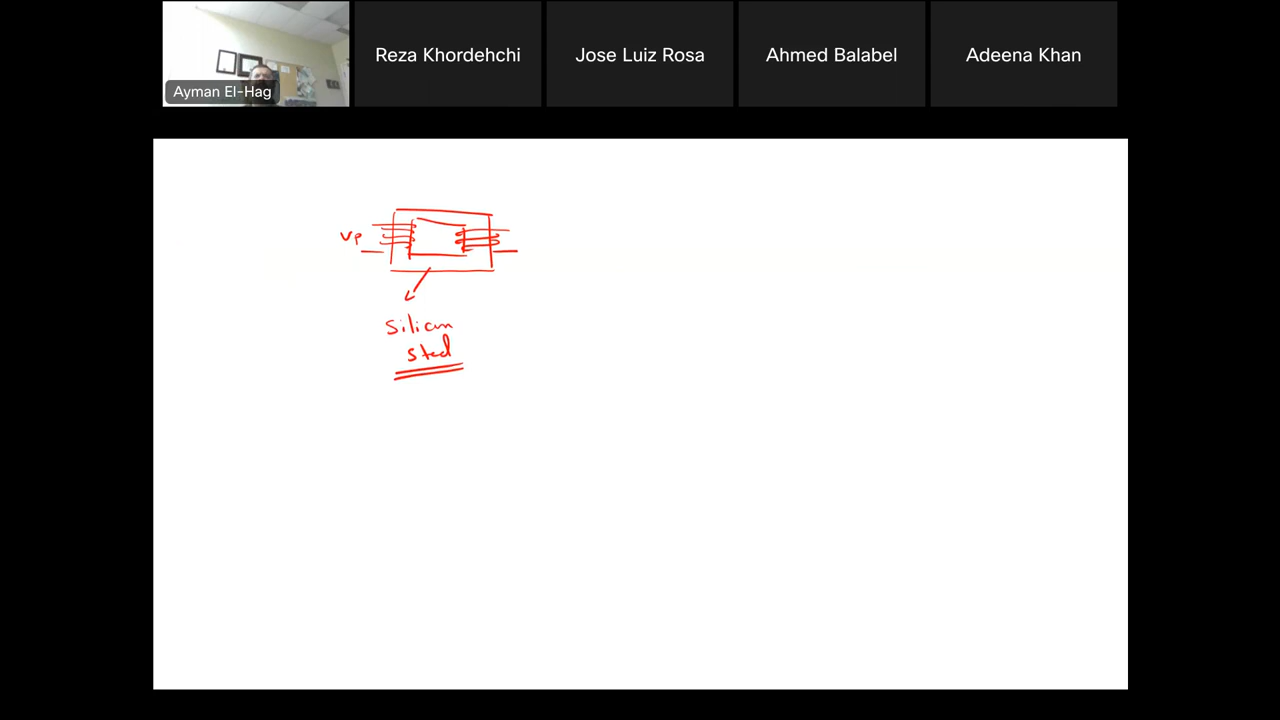 Reza Khordehchi
Jose Luiz Rosa
Ahmed Balabel
Adeena Khan
Ayman El-Hag
Vp
Silicon
steel